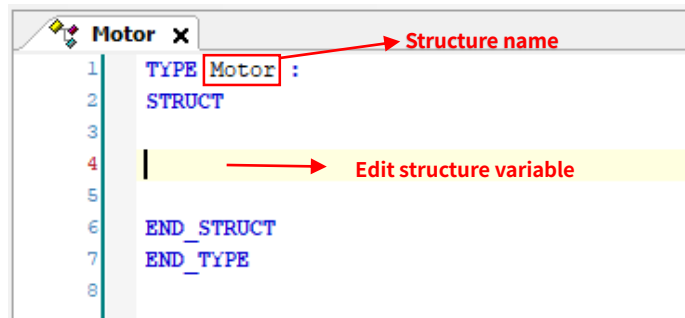 Motor X
Structure name
1 TYPE Motor :
2 STRUCT
3
4 Edit structure variable
5
6 END_STRUCT
7 END_TYPE
8